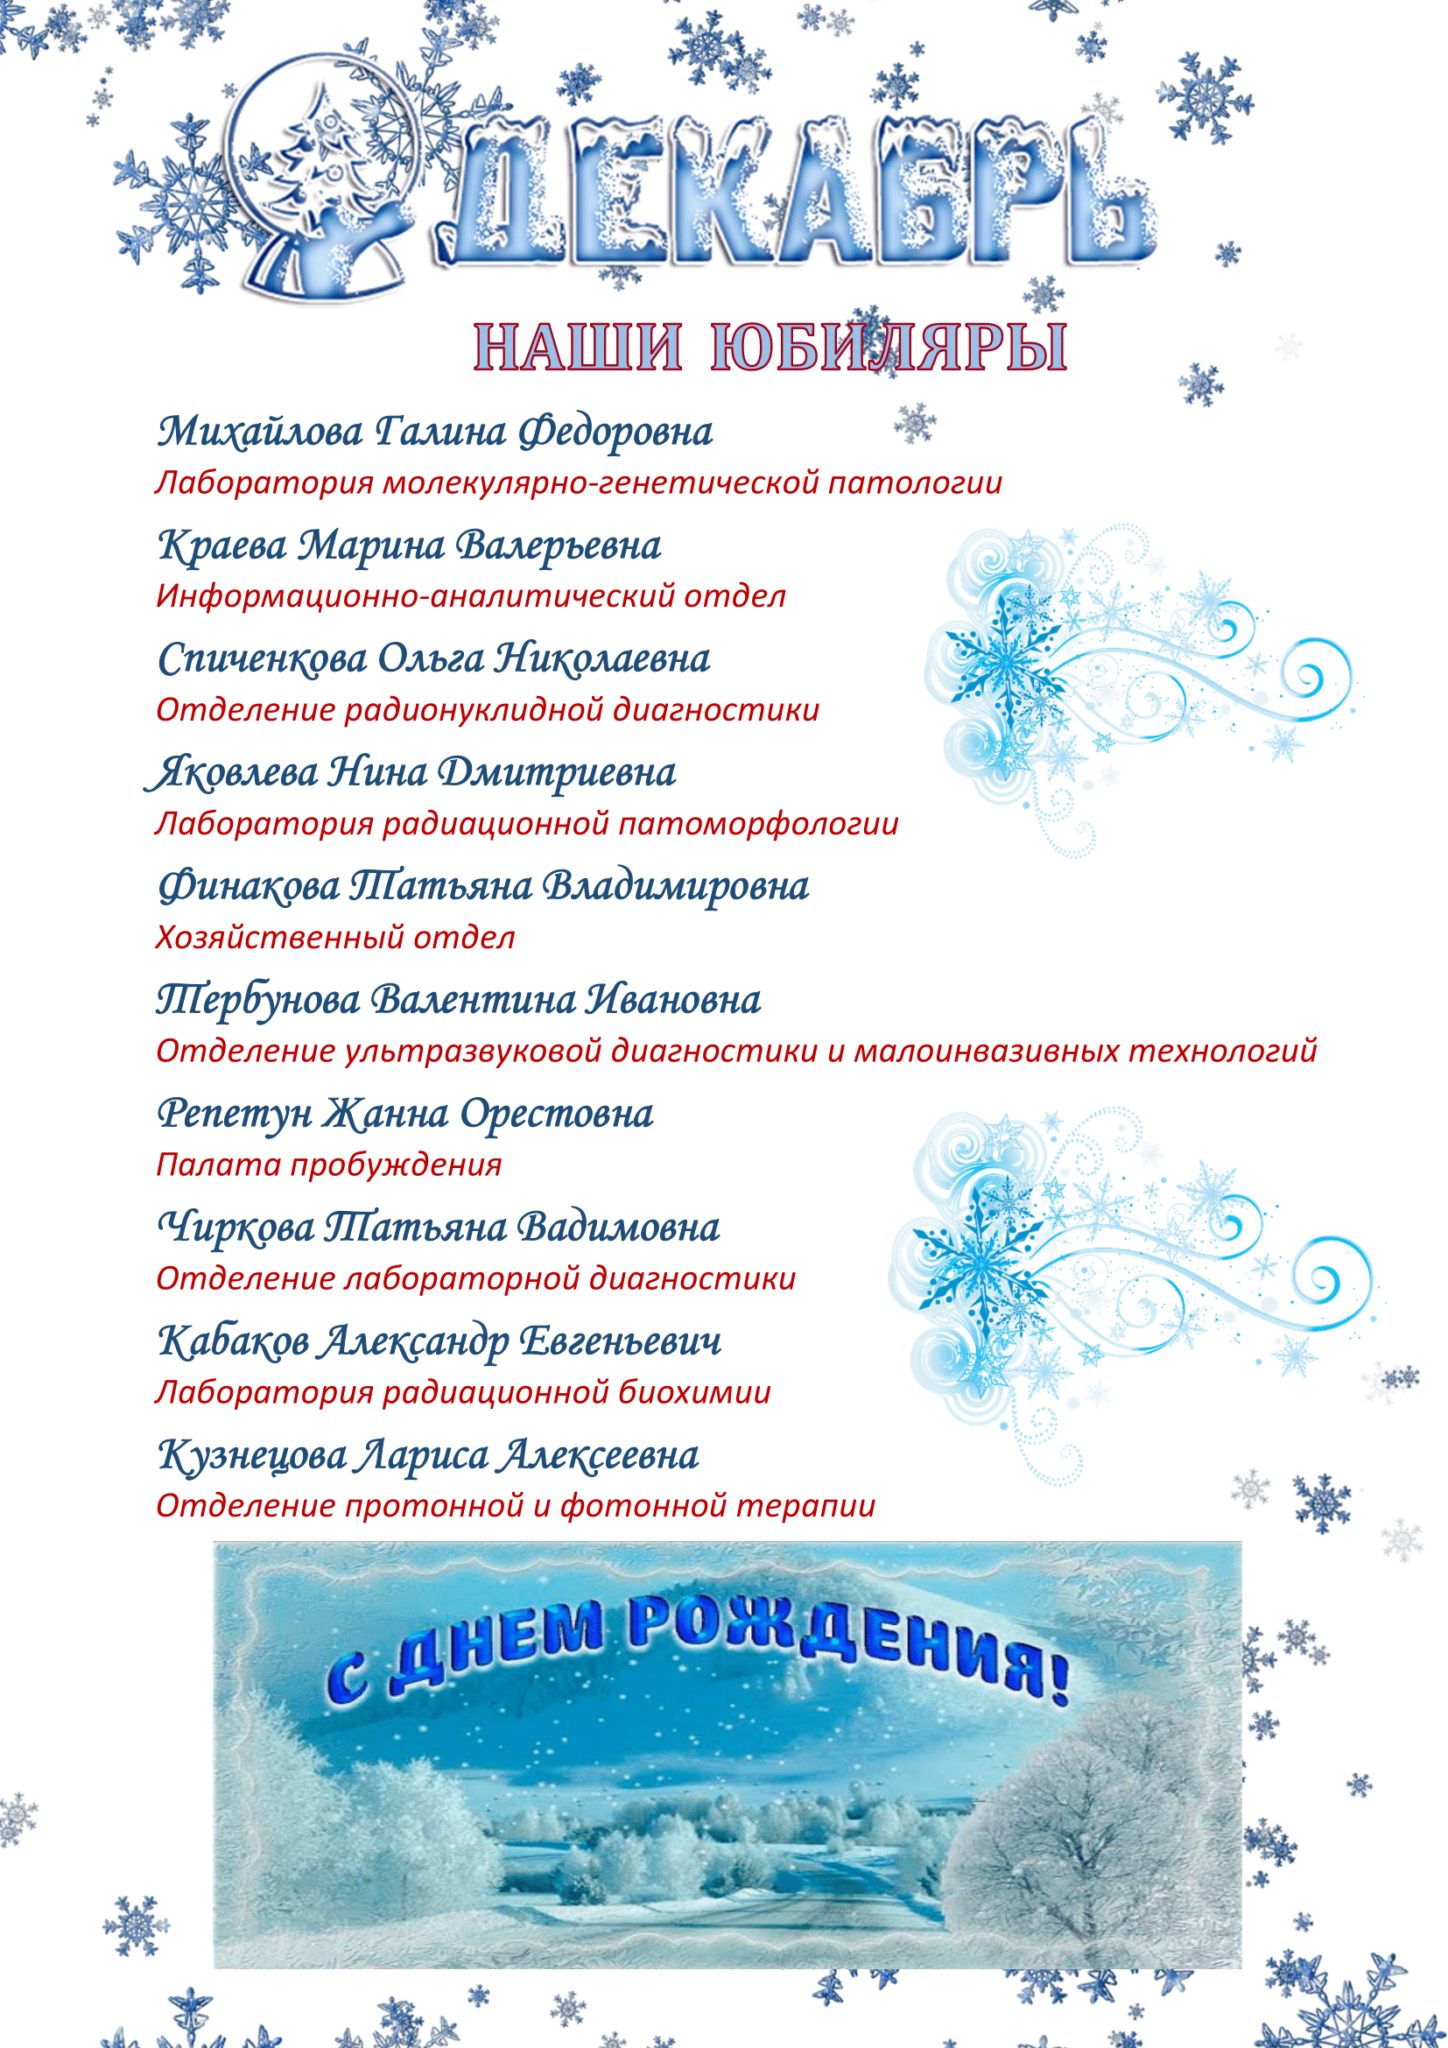 ДЕКАБРЬ
НАШИ ЮБИЛЯРЫ
Михайлова Галина Федоровна
Лаборатория молекулярно-генетической патологии
Краева Марина Валерьевна
Информационно-аналитический отдел
Спиченкова Ольга Николаевна
Отделение радионуклидной диагностики
Яковлева Нина Дмитриевна
Лаборатория радиационной патоморфологии
Финакова Татьяна Владимировна
Хозяйственный отдел
Тербунова Валентина Ивановна
Отделение ультразвуковой диагностики и малоинвазивных технологий
Репетун Жанна Орестовна
Палата пробуждения
Чиркова Татьяна Вадимовна
Отделение лабораторной диагностики
Кабаков Александр Евгеньевич
Лаборатория радиационной биохимии
Кузнецова Лариса Алексеевна
Отделение протонной и фотонной терапии
С ДНЕМ РОЖДЕНИЯ!